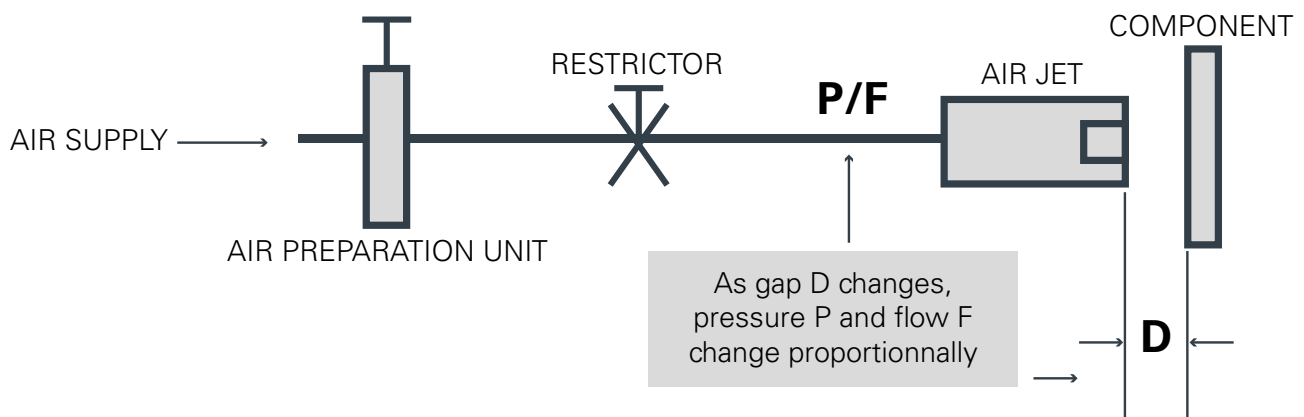 COMPONENT
RESTRICTOR
AIR JET
P/F
AIR SUPPLY
AIR PREPARATION UNIT
As gap D changes,
pressure P and flow F
change proportionnally
D